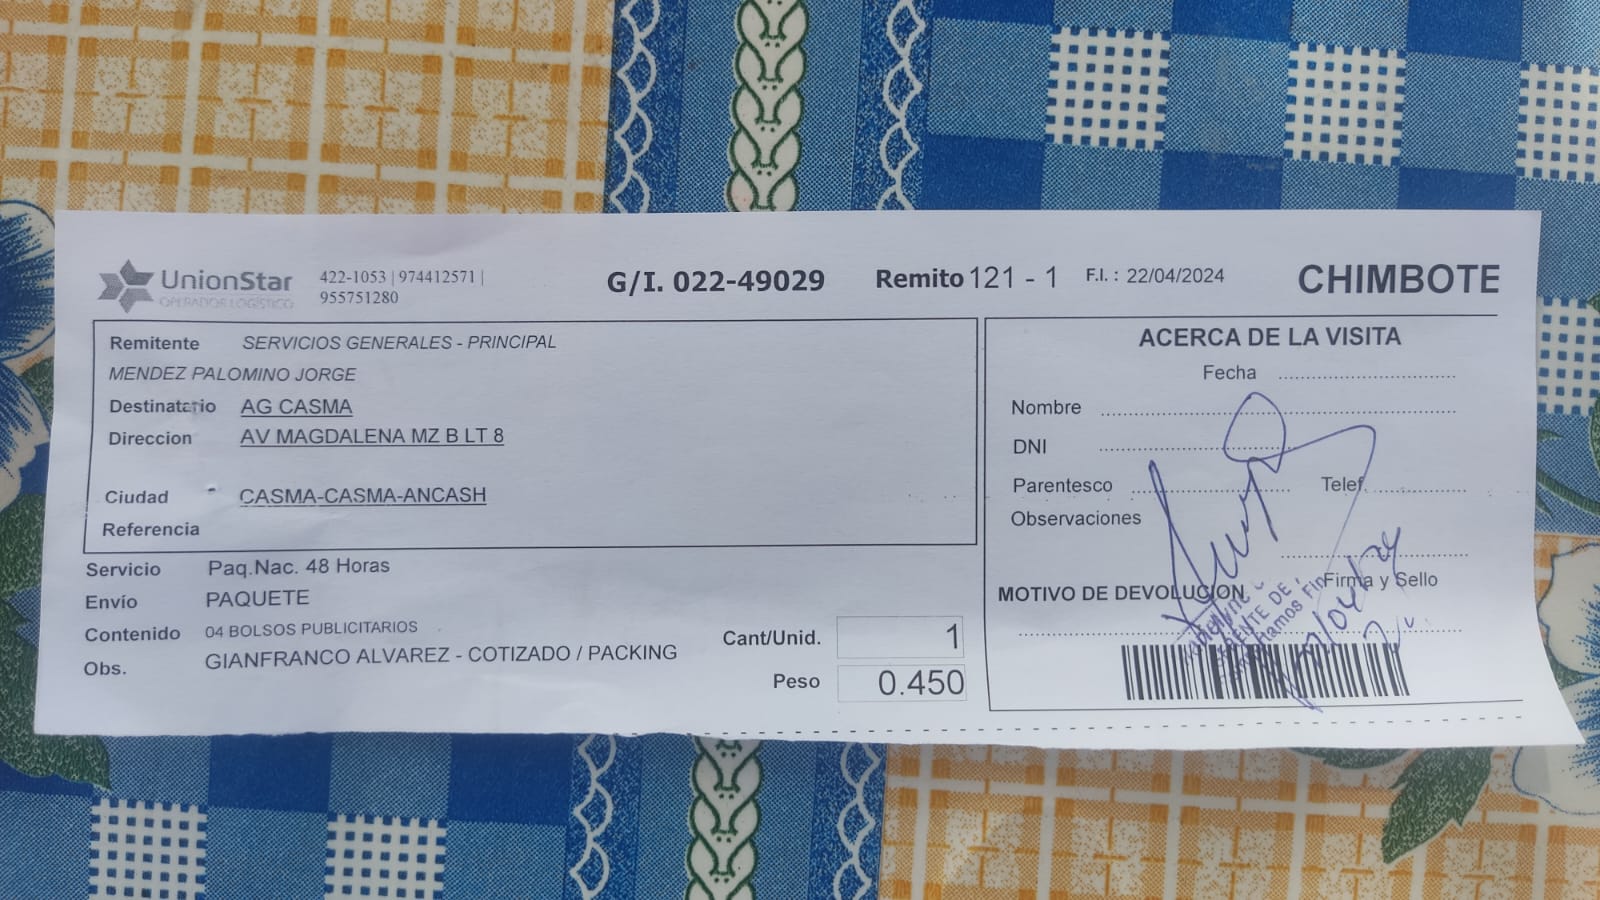 UnionStar
OPERADOR LOGÍSTICO
422-1053 | 974412571 |
955751280
G/I. 022-49029
Remito 121 - 1
F.I. : 22/04/2024
CHIMBOTE
Remitente SERVICIOS GENERALES - PRINCIPAL
MENDEZ PALOMINO JORGE
Destinatario AG CASMA
Direccion AV MAGDALENA MZ B LT 8
Ciudad CASMA-CASMA-ANCASH
Referencia
Servicio Paq.Nac. 48 Horas
Envío PAQUETE
Contenido 04 BOLSOS PUBLICITARIOS
Obs. GIANFRANCO ALVAREZ - COTIZADO / PACKING
Cant/Unid. 1
Peso 0.450
ACERCA DE LA VISITA
Fecha
Nombre
DNI
Parentesco Telef.
Observaciones
Firma y Sello
MOTIVO DE DEVOLUCION